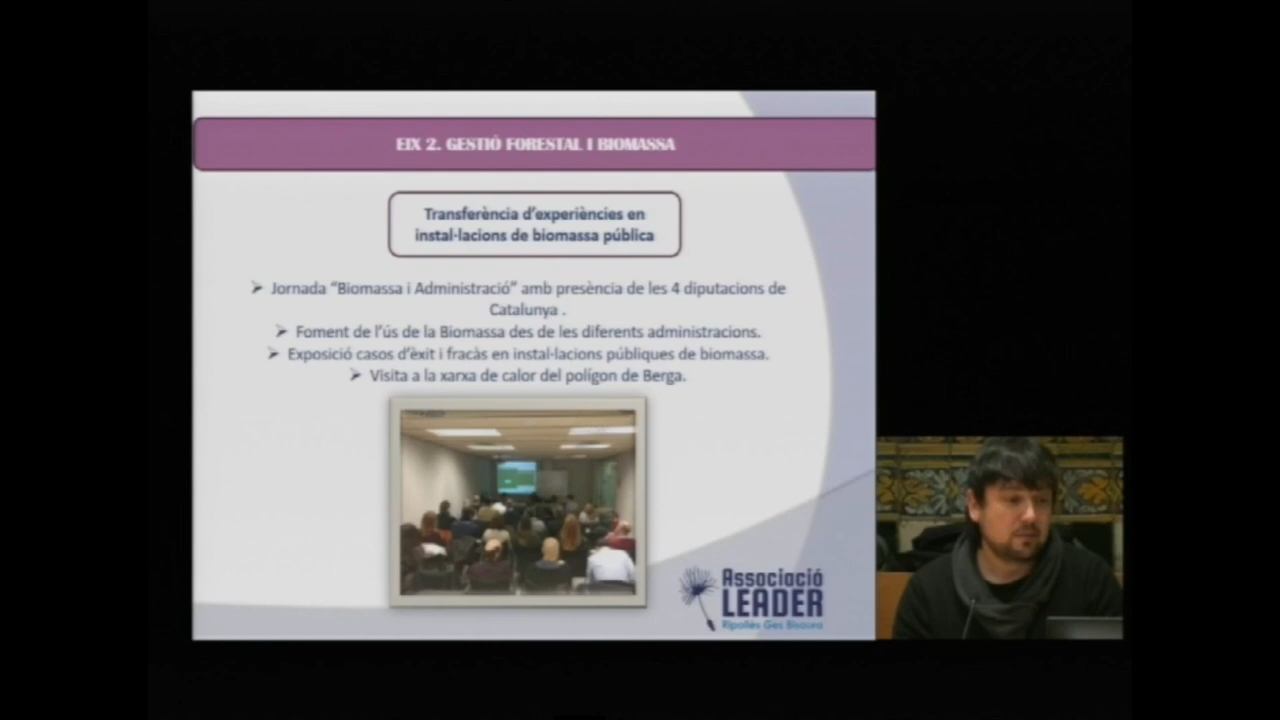 EIX 2. GESTIÓ FORESTAL I BIOMASSA
Transferència d'experiències en
instal·lacions de biomassa pública
➢ Jornada "Biomassa i Administració" amb presència de les 4 diputacions de
Catalunya .
➢ Foment de l'ús de la Biomassa des de les diferents administracions.
➢ Exposició casos d'èxit i fracàs en instal·lacions públiques de biomassa.
➢ Visita a la xarxa de calor del polígon de Berga.
Associació
LEADER
Ripollès Ges Bisaura